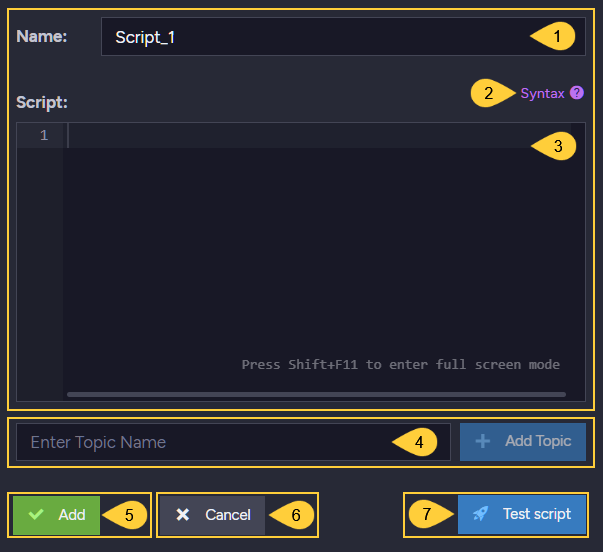 Name: Script_1 1
2 Syntax ?
Script:
1 3
Press Shift+F11 to enter full screen mode
Enter Topic Name 4 + Add Topic
Add 5 Cancel 6 7 Test script